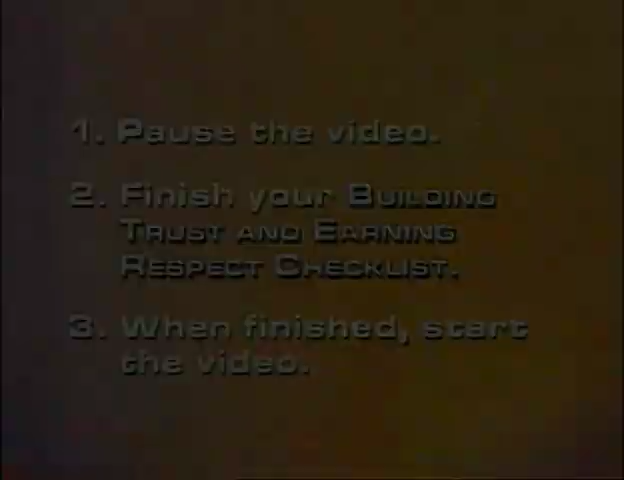 1. Pause the video.
2. Finish your BUILDING
TRUST AND EARNING
RESPECT CHECKLIST.
3. When finished, start
the video.